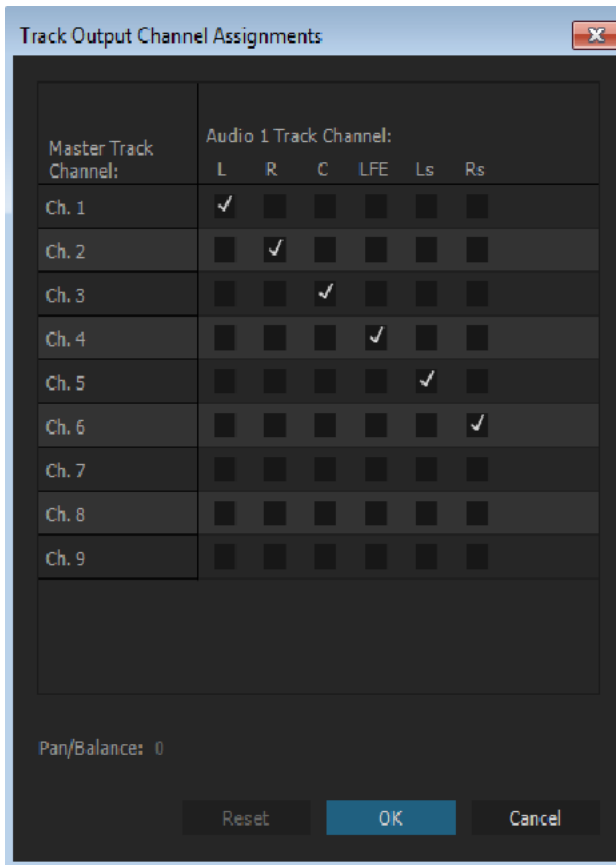 Track Output Channel Assignments
Audio 1 Track Channel:
Master Track
Channel:
L R C LFE Ls Rs
Ch. 1
Ch. 2
Ch. 3
Ch. 4
Ch. 5
Ch. 6
Ch. 7
Ch. 8
Ch. 9
Pan/Balance: 0
Reset OK Cancel